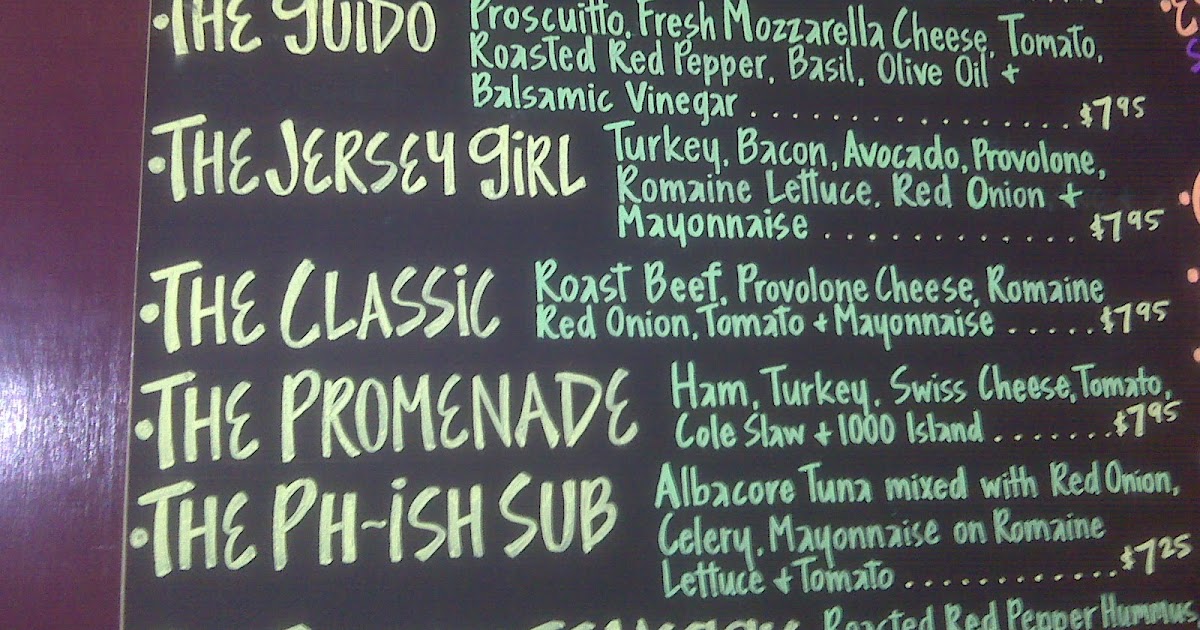 • THE GUIDO Proscuitto, Fresh Mozzarella Cheese, Tomato,
Roasted Red Pepper, Basil, Olive Oil +
Balsamic Vinegar . . . . . . . . . . . . . . . . . $7 95
• THE JERSEY GIRL Turkey, Bacon, Avocado, Provolone,
Romaine Lettuce, Red Onion +
Mayonnaise . . . . . . . . . . . . . $7 95
• THE CLASSIC Roast Beef, Provolone Cheese, Romaine
Red Onion, Tomato + Mayonnaise . . . . . $7 95
• THE PROMENADE Ham, Turkey, Swiss Cheese, Tomato,
Cole Slaw + 1000 Island . . . . . . . $7 95
• THE PH~ISH SUB Albacore Tuna mixed with Red Onion,
Celery, Mayonnaise on Romaine
Lettuce + Tomato . . . . . . . . . . . . $7 25
Roasted Red Pepper Hummus